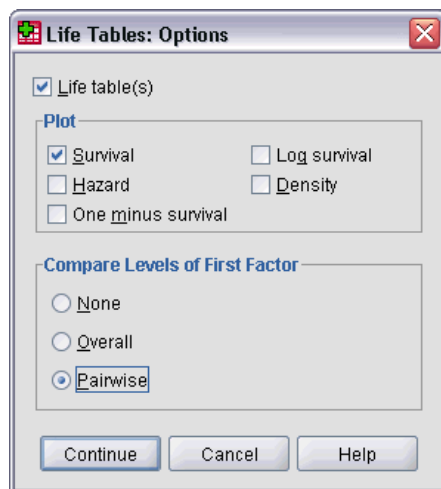 Life Tables: Options
Life table(s)
Plot
Survival
Log survival
Hazard
Density
One minus survival
Compare Levels of First Factor
None
Overall
Pairwise
Continue
Cancel
Help